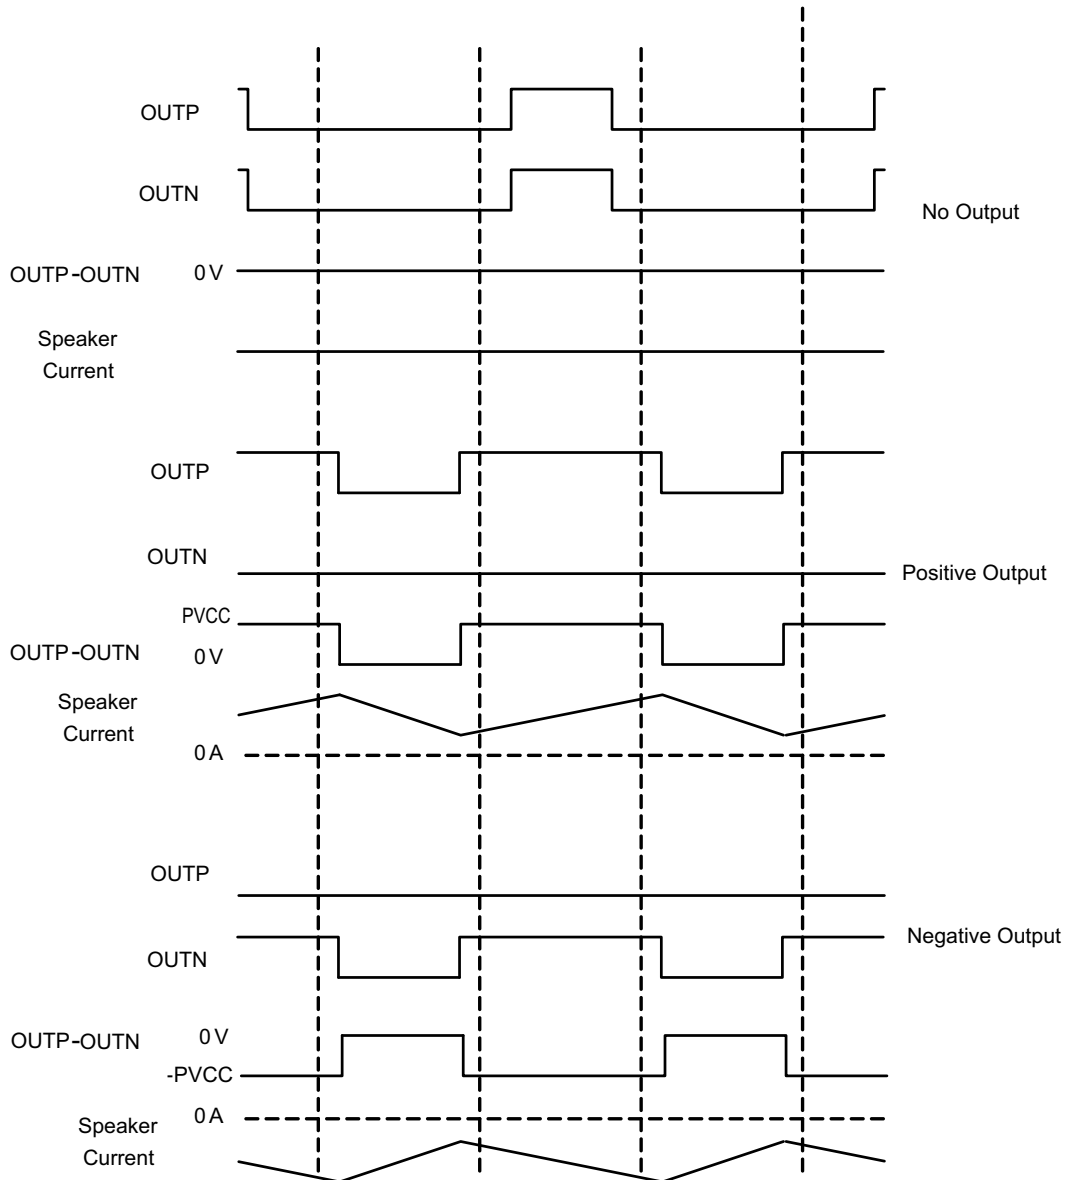 OUTP
OUTN
No Output
OUTP-OUTN 0 V
Speaker
Current
OUTP
OUTN
Positive Output
PVCC
OUTP-OUTN 0 V
Speaker
Current
0 A
OUTP
Negative Output
OUTN
OUTP-OUTN 0 V
-PVCC
0 A
Speaker
Current